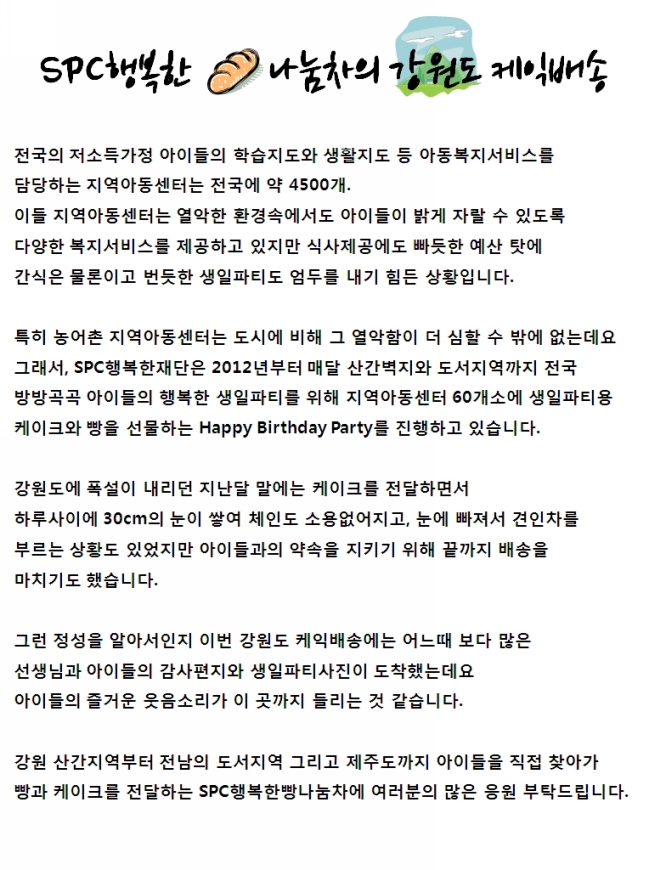 SPC행복한 나눔차의 강원도 케익배송
전국의 저소득가정 아이들의 학습지도와 생활지도 등 아동복지서비스를
담당하는 지역아동센터는 전국에 약 4500개.
이들 지역아동센터는 열악한 환경속에서도 아이들이 밝게 자랄 수 있도록
다양한 복지서비스를 제공하고 있지만 식사제공에도 빠듯한 예산 탓에
간식은 물론이고 번듯한 생일파티도 엄두를 내기 힘든 상황입니다.
특히 농어촌 지역아동센터는 도시에 비해 그 열악함이 더 심할 수 밖에 없는데요
그래서, SPC행복한재단은 2012년부터 매달 산간벽지와 도서지역까지 전국
방방곡곡 아이들의 행복한 생일파티를 위해 지역아동센터 60개소에 생일파티용
케이크와 빵을 선물하는 Happy Birthday Party를 진행하고 있습니다.
강원도에 폭설이 내리던 지난달 말에는 케이크를 전달하면서
하루사이에 30cm의 눈이 쌓여 체인도 소용없어지고, 눈에 빠져서 견인차를
부르는 상황도 있었지만 아이들과의 약속을 지키기 위해 끝까지 배송을
마치기도 했습니다.
그런 정성을 알아서인지 이번 강원도 케익배송에는 어느때 보다 많은
선생님과 아이들의 감사편지와 생일파티사진이 도착했는데요
아이들의 즐거운 웃음소리가 이 곳까지 들리는 것 같습니다.
강원 산간지역부터 전남의 도서지역 그리고 제주도까지 아이들을 직접 찾아가
빵과 케이크를 전달하는 SPC행복한빵나눔차에 여러분의 많은 응원 부탁드립니다.